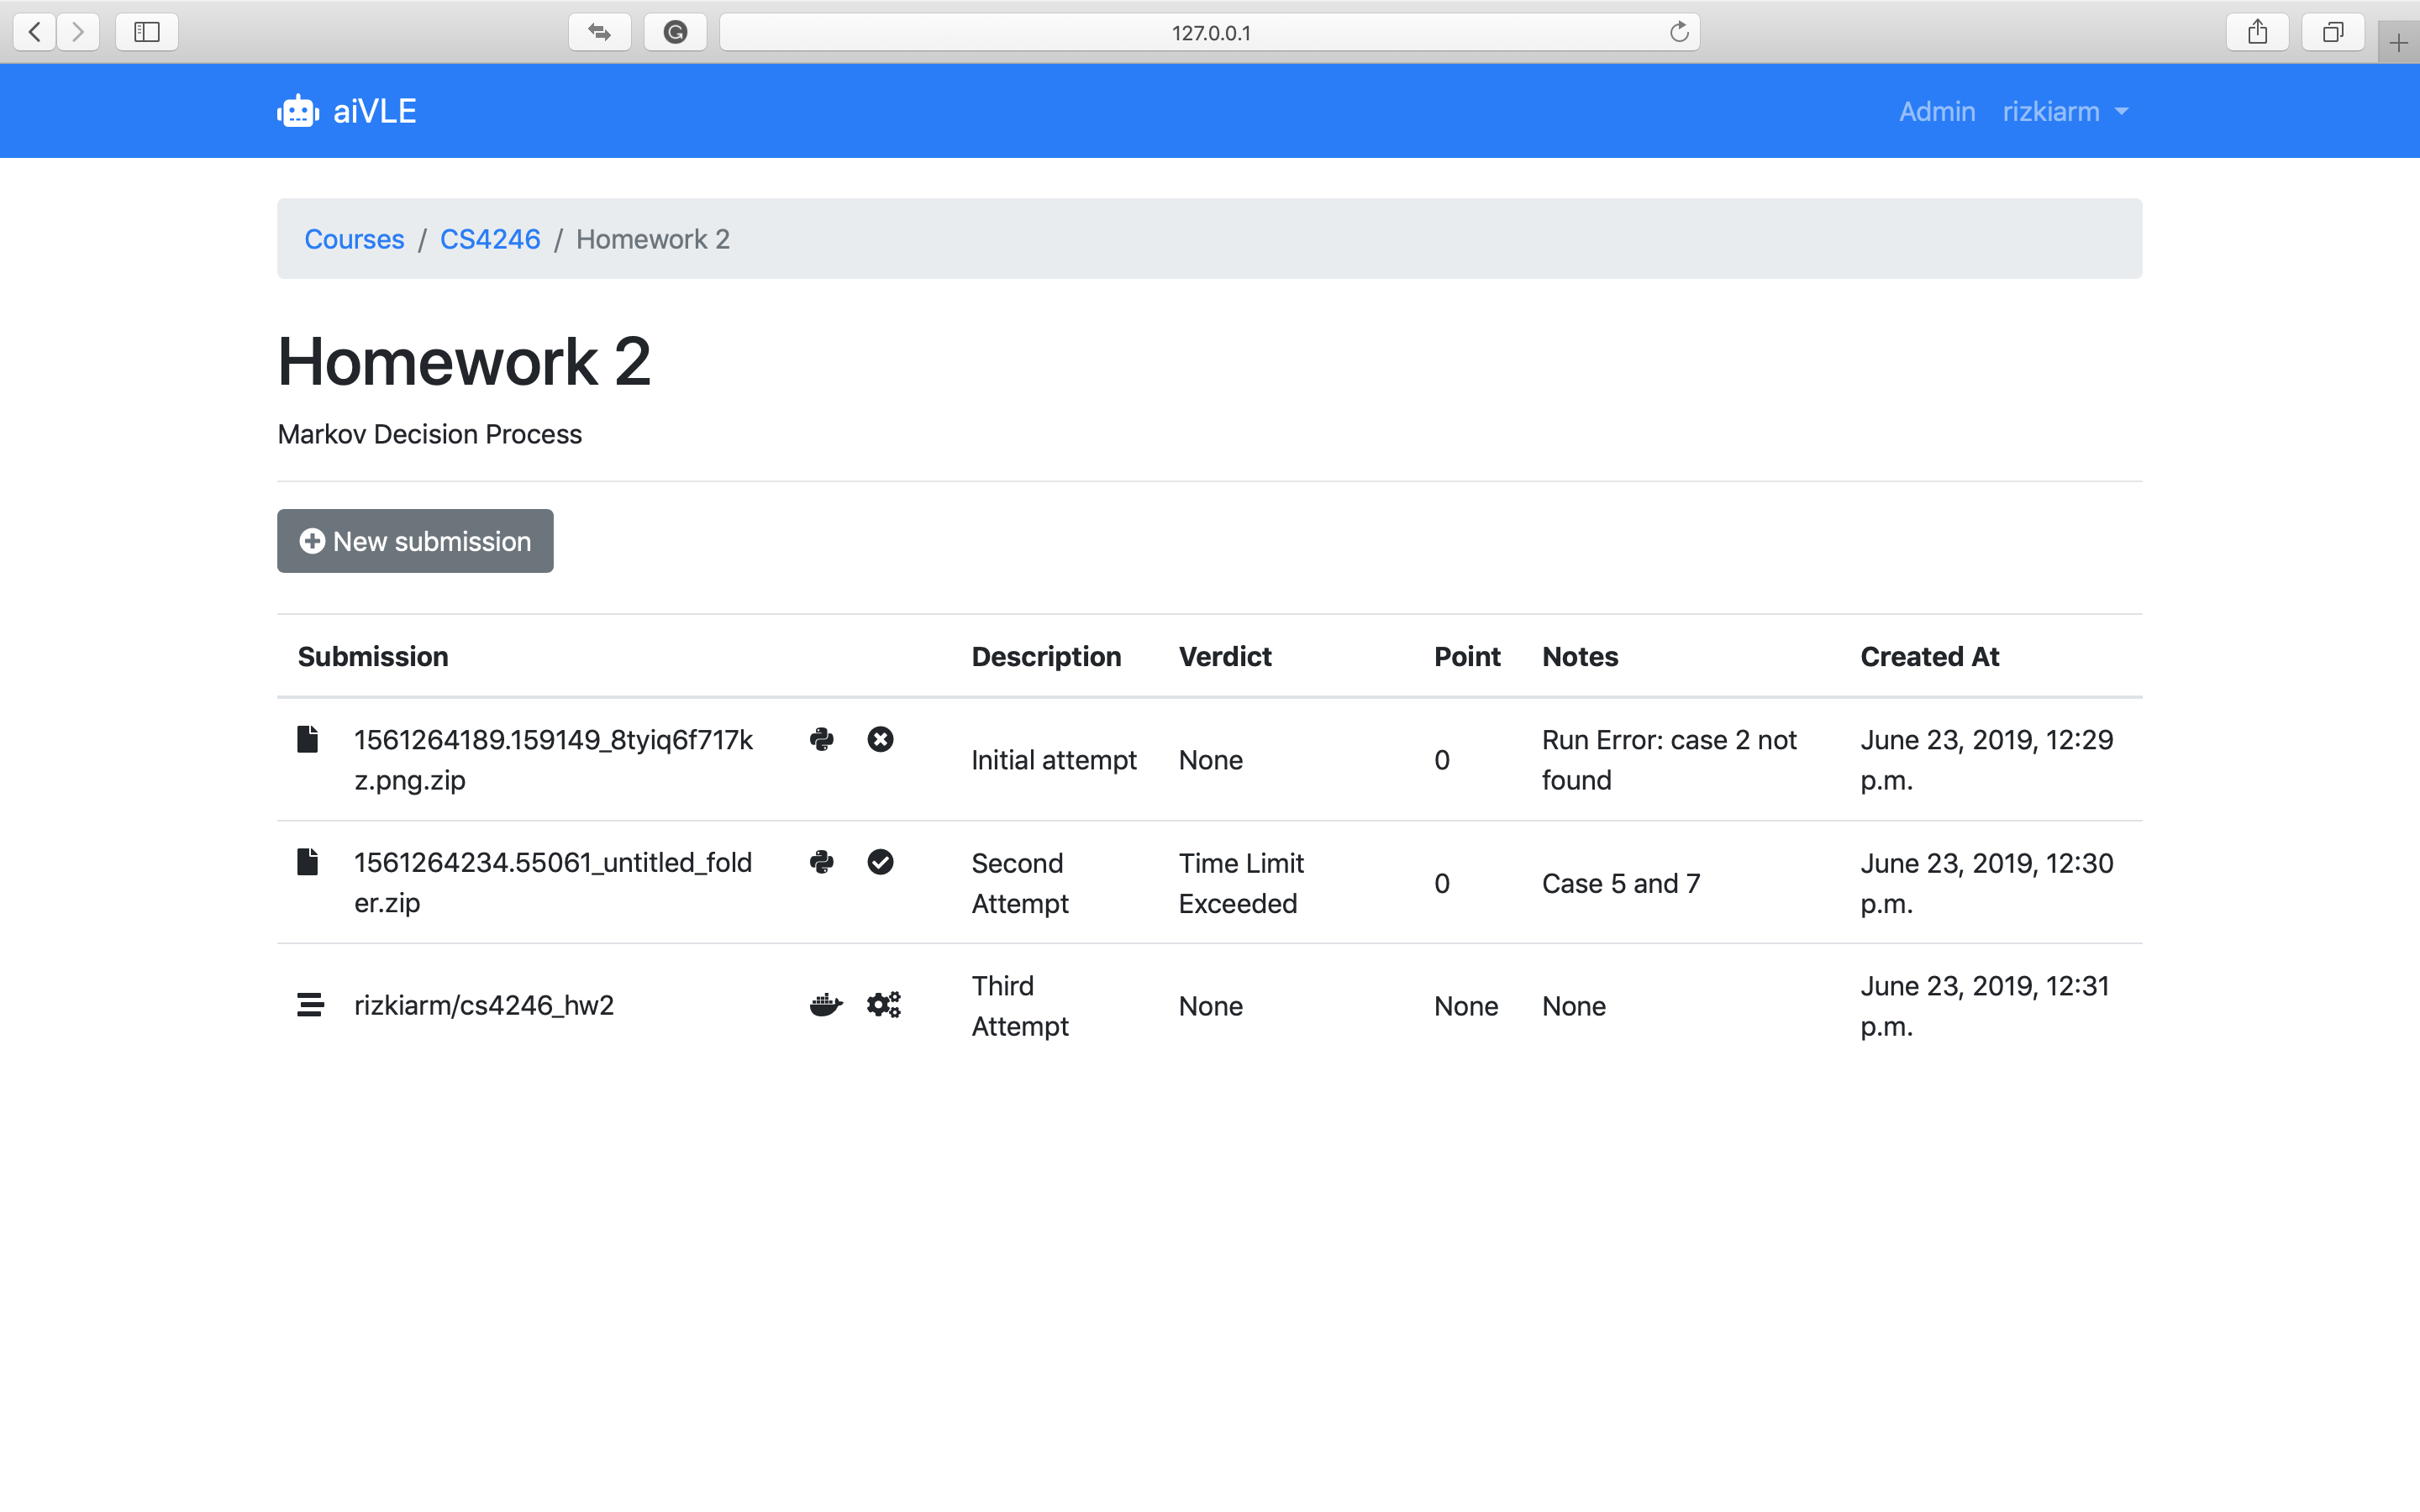 127.0.0.1
aiVLE
Admin rizkiarm
Courses / CS4246 / Homework 2
Homework 2
Markov Decision Process
New submission
Submission Description Verdict Point Notes Created At
1561264189.159149_8tyiq6f717k
z.png.zip
Initial attempt
None
0
Run Error: case 2 not
found
June 23, 2019, 12:29
p.m.
1561264234.55061_untitled_fold
er.zip
Second
Attempt
Time Limit
Exceeded
0
Case 5 and 7
June 23, 2019, 12:30
p.m.
rizkiarm/cs4246_hw2
Third
Attempt
None
None
None
June 23, 2019, 12:31
p.m.